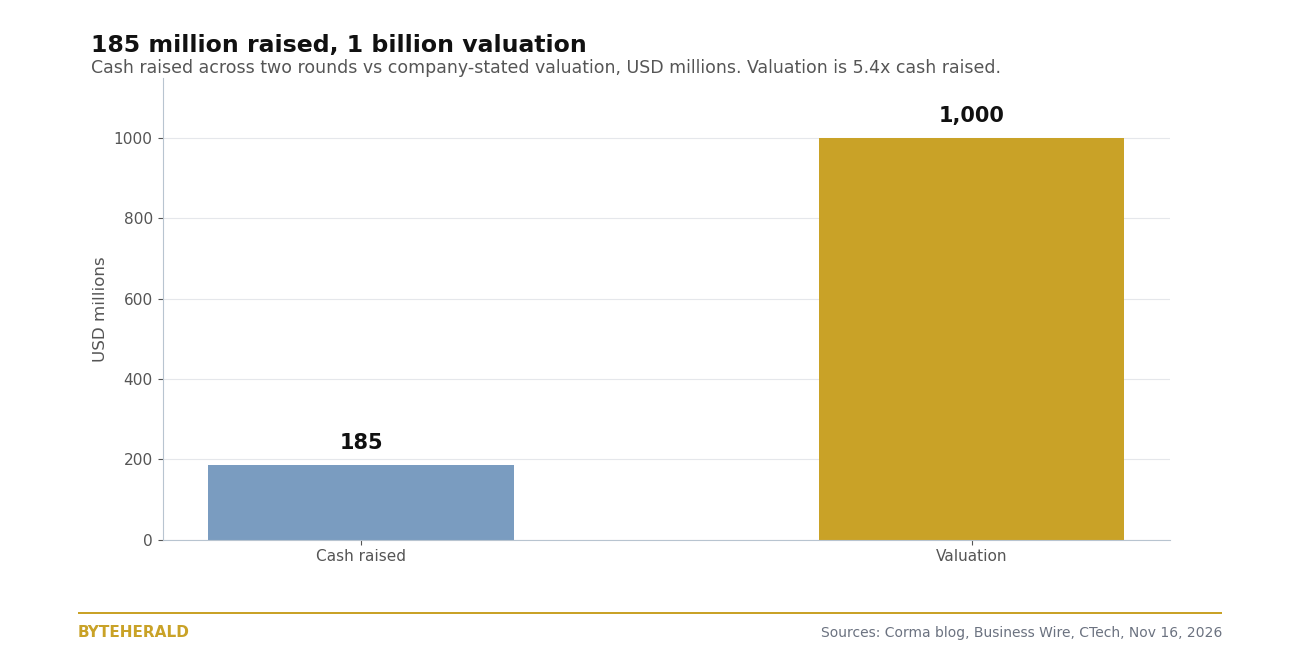 185 million raised, 1 billion valuation
Cash raised across two rounds vs company-stated valuation, USD millions. Valuation is 5.4x cash raised.
1,000
1000
800
600
400
200
0
USD millions
185
Cash raised
Valuation
BYTEHERALD
Sources: Corma blog, Business Wire, CTech, Nov 16, 2026